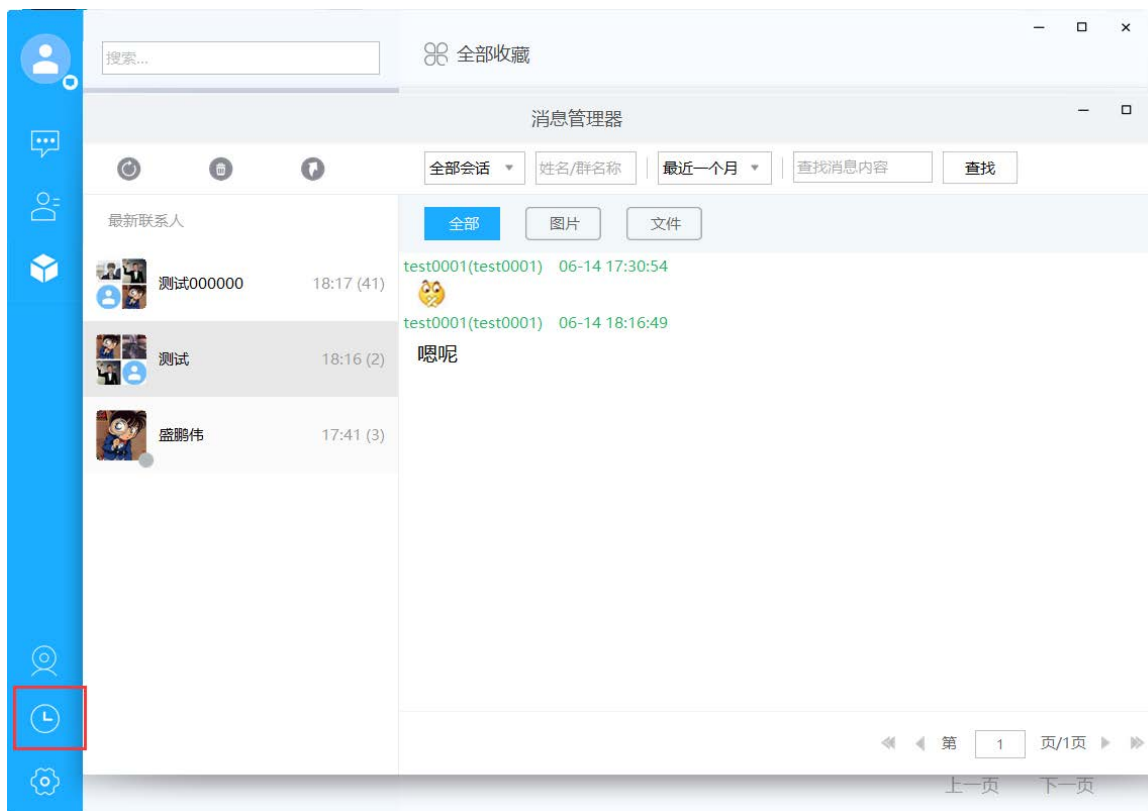 搜索...
全部收藏
消息管理器
全部会话 姓名/群名称 最近一个月 查找消息内容 查找
最新联系人
全部 图片 文件
测试000000 18:17 (41)
测试 18:16 (2)
盛鹏伟 17:41 (3)
test0001(test0001) 06-14 17:30:54
test0001(test0001) 06-14 18:16:49
嗯呢
第 1 页/1页
上一页 下一页